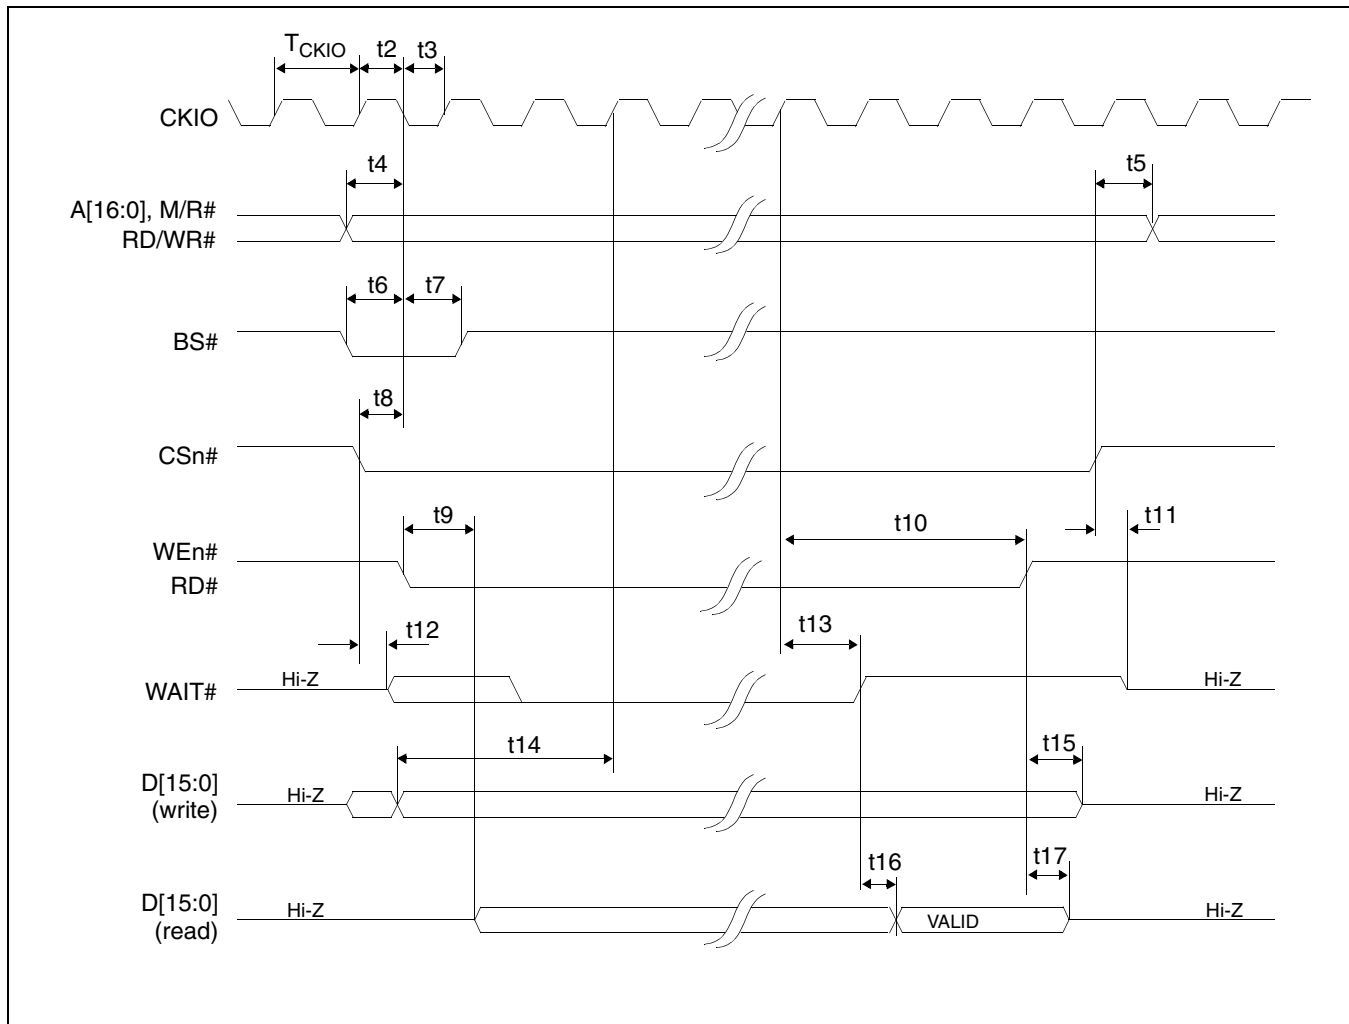 TCKIO t2 t3
CKIO
t4 t5
A[16:0], M/R#
RD/WR#
t6 t7
BS#
t8
CSn#
t9 t10 t11
WEn#
RD#
t12 t13
WAIT# Hi-Z Hi-Z
t14 t15
D[15:0]
(write) Hi-Z Hi-Z
t16 t17
D[15:0]
(read) Hi-Z VALID Hi-Z